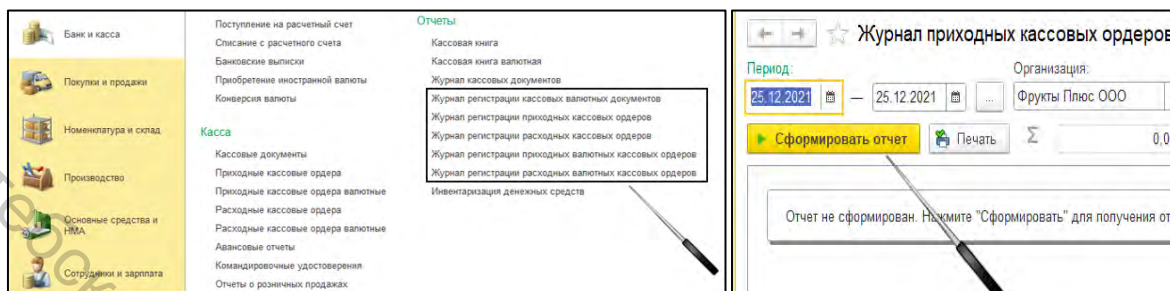 Банк и касса
Покупки и продажи
Номенклатура и склад
Производство
Основные средства и
НМА
Сотрудники и зарплата
Поступление на расчетный счет
Списание с расчетного счета
Банковские выписки
Приобретение иностранной валюты
Конверсия валюты
Касса
Кассовые документы
Приходные кассовые ордера
Приходные кассовые ордера валютные
Расходные кассовые ордера
Расходные кассовые ордера валютные
Авансовые отчеты
Командировочные удостоверения
Отчеты о розничных продажах
Отчеты
Кассовая книга
Кассовая книга валютная
Журнал кассовых документов
Журнал регистрации кассовых валютных документов
Журнал регистрации приходных кассовых ордеров
Журнал регистрации расходных кассовых ордеров
Журнал регистрации приходных валютных кассовых ордеров
Журнал регистрации расходных валютных кассовых ордеров
Инвентаризация денежных средств
Журнал приходных кассовых ордеров
Период: Организация:
25.12.2021 — 25.12.2021 ... Фрукты Плюс ООО
Сформировать отчет Печать Σ 0,0
Отчет не сформирован. Нажмите "Сформировать" для получения от